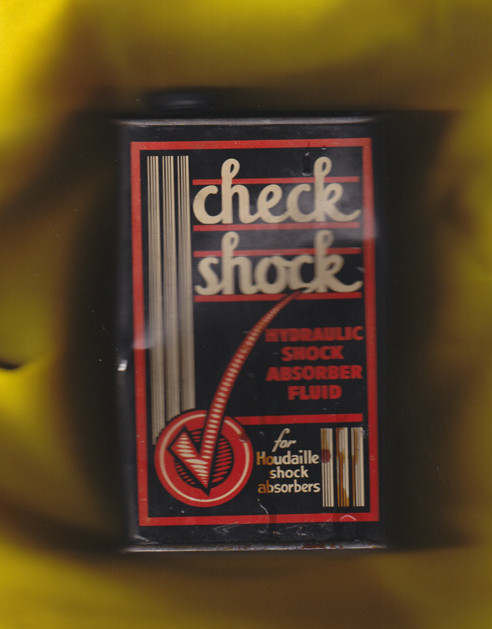 check
shock
HYDRAULIC
SHOCK
ABSORBER
FLUID
for
Houdaille
shock
absorbers